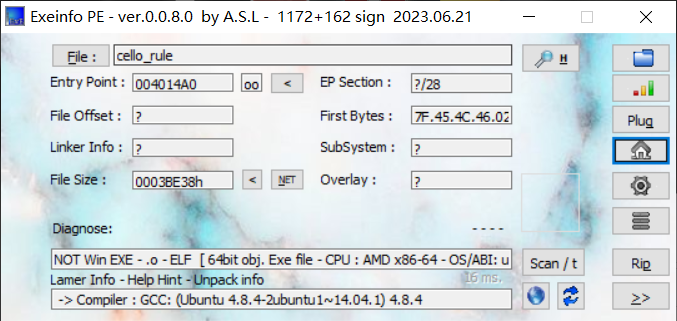 Exeinfo PE - ver.0.0.8.0 by A.S.L - 1172+162 sign 2023.06.21
File : cello_rule H
Entry Point : 004014A0 oo < EP Section : ?/28
File Offset : ? First Bytes : 7F.45.4C.46.02 Plug
Linker Info : ? SubSystem : ?
File Size : 0003BE38h < NET Overlay : ?
Diagnose: ----
NOT Win EXE - .o - ELF [ 64bit obj. Exe file - CPU : AMD x86-64 - OS/ABI: u Scan / t Rip
Lamer Info - Help Hint - Unpack info 16 ms.
-> Compiler : GCC: (Ubuntu 4.8.4-2ubuntu1~14.04.1) 4.8.4 >>